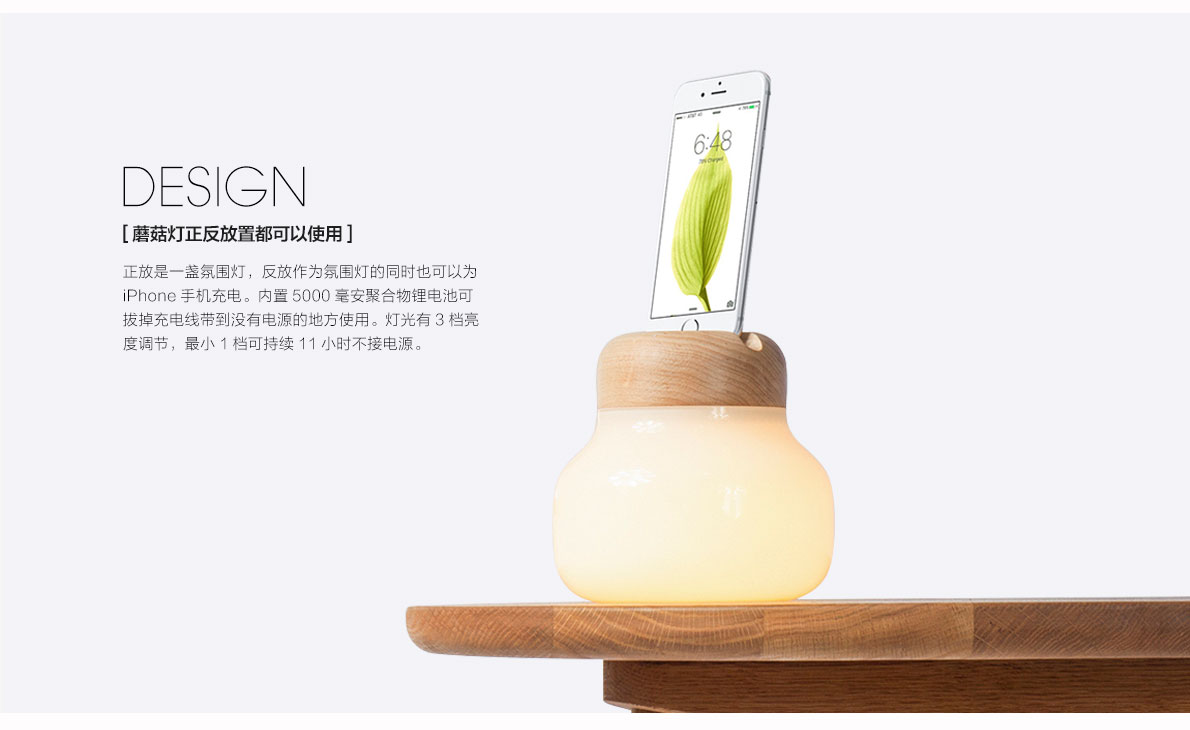 DESIGN
[ 蘑菇灯正反放置都可以使用 ]
正放是一盏氛围灯，反放作为氛围灯的同时也可以为
iPhone 手机充电。内置 5000 毫安聚合物锂电池可
拔掉充电线带到没有电源的地方使用。灯光有 3 档亮
度调节，最小 1 档可持续 11 小时不接电源。
6:48